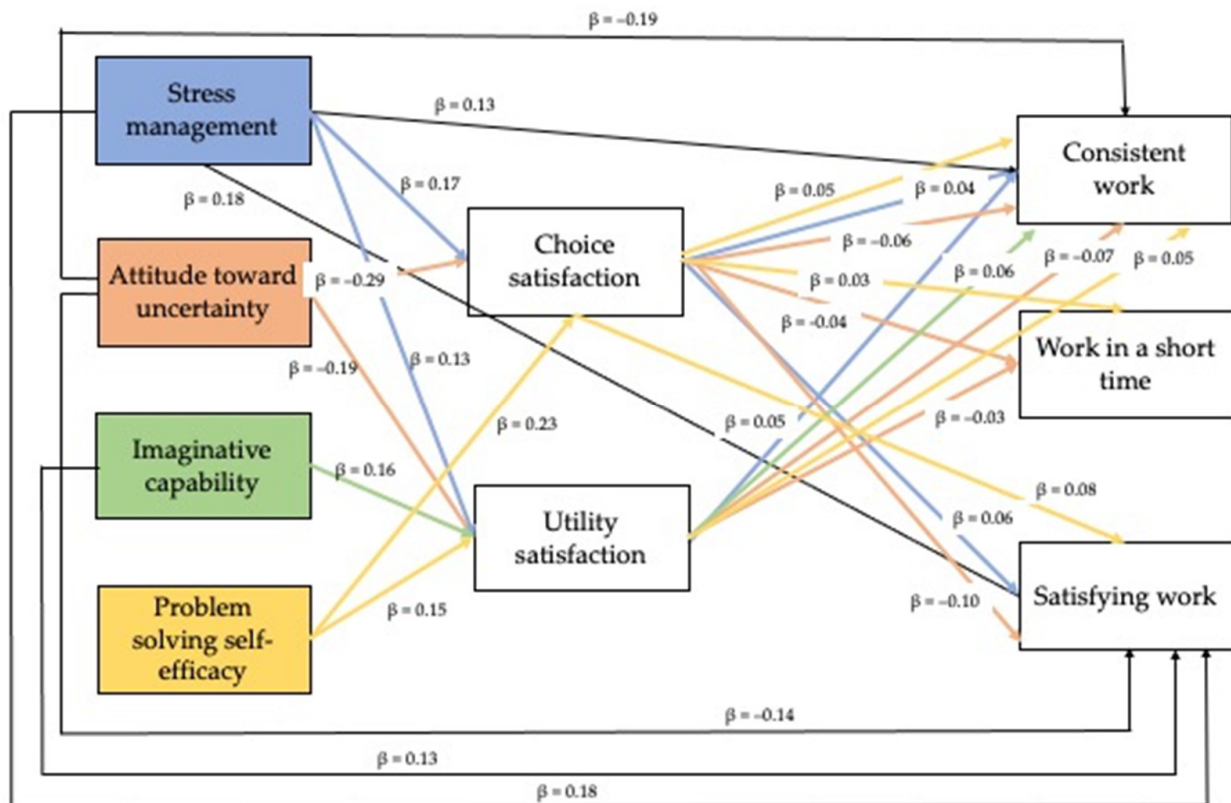 β = –0.19
Stress
management
β = 0.13
β = 0.18
β = 0.17
Attitude toward
uncertainty
β = –0.29
β = –0.19
β = 0.13
Imaginative
capability
β = 0.16
Problem
solving self-
efficacy
β = 0.15
β = 0.23
Choice
satisfaction
Utility
satisfaction
β = 0.05
β = 0.04
β = –0.06
β = 0.03
β = –0.04
β = 0.06
β = –0.07
β = 0.05
β = 0.05
β = –0.03
β = 0.08
β = 0.06
β = –0.10
Consistent
work
Work in a short
time
Satisfying work
β = –0.14
β = 0.13
β = 0.18